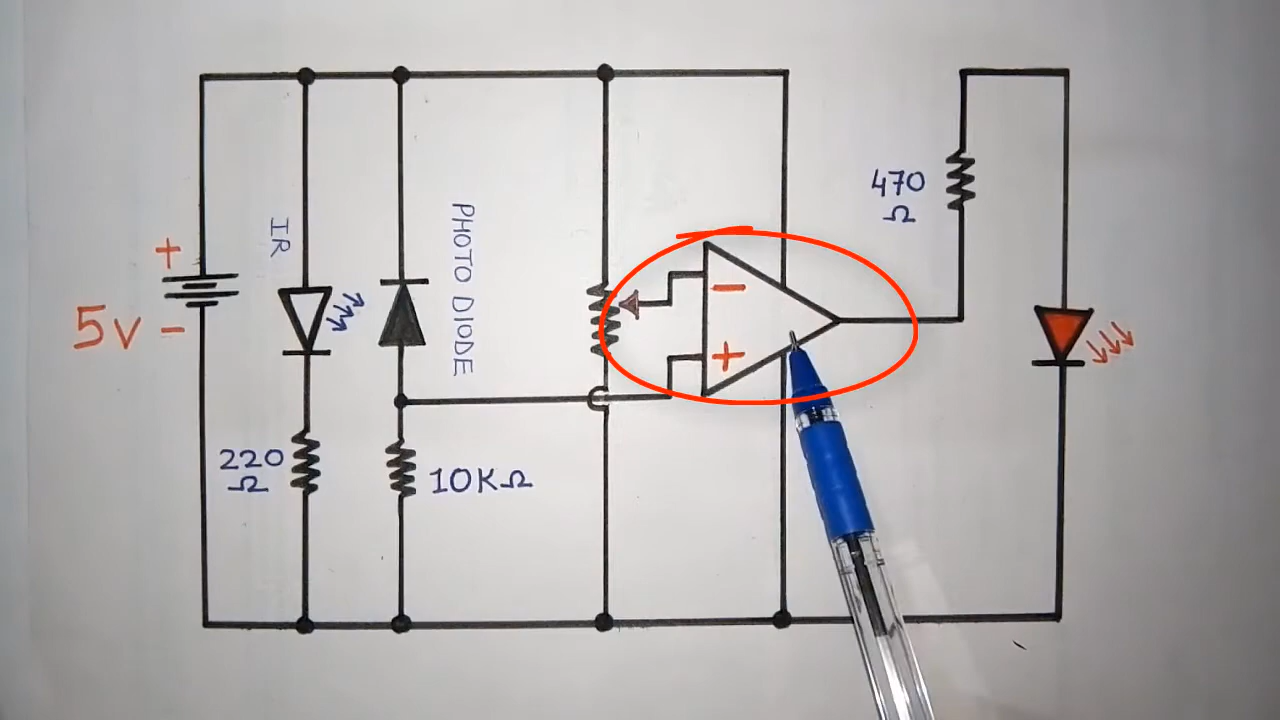 +
5V
-
IR
PHOTO DIODE
220
Ω
10KΩ
-
+
470
Ω